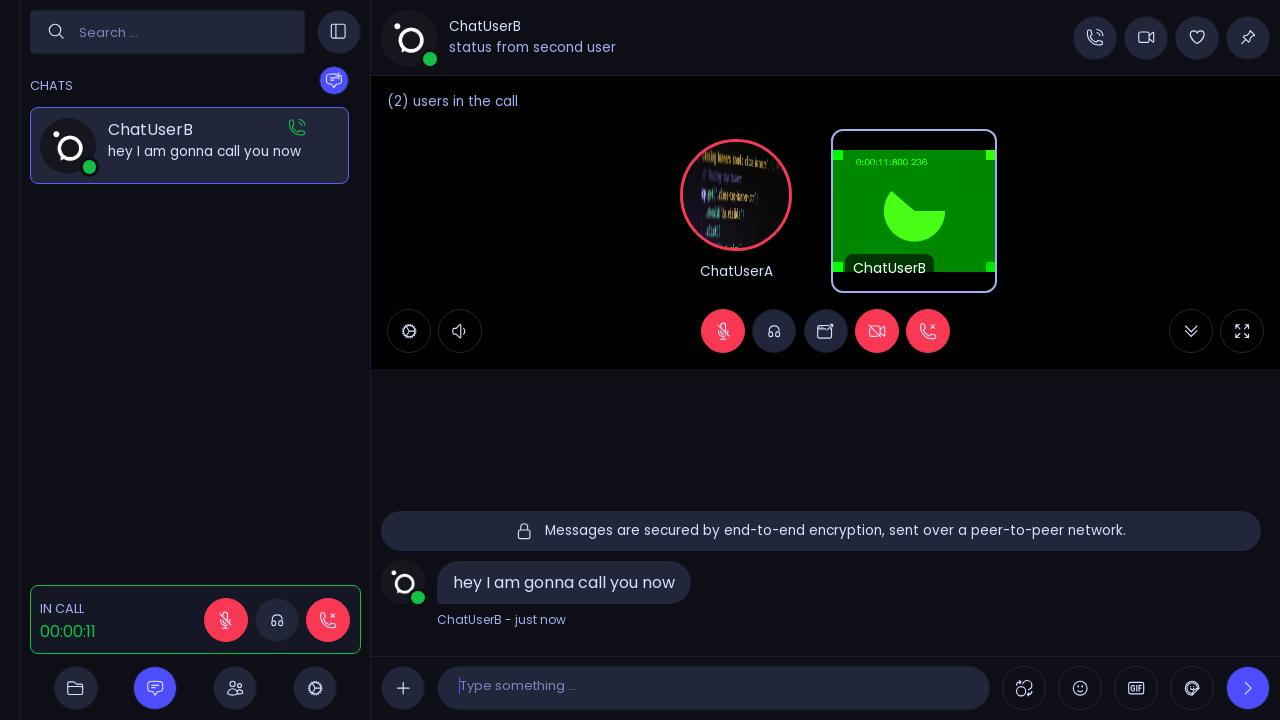 Search ...
CHATS
ChatUserB
hey I am gonna call you now
IN CALL
00:00:11
ChatUserB
status from second user
(2) users in the call
ChatUserA
0:00:11:800 236
ChatUserB
Messages are secured by end-to-end encryption, sent over a peer-to-peer network.
hey I am gonna call you now
ChatUserB - just now
Type something ...
GIF